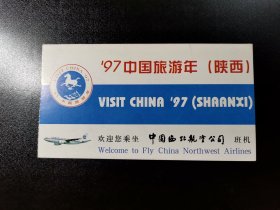 '97中国旅游年（陕西）
VISIT CHINA '97 (SHAANXI)
欢迎您乘坐 中国西北航空公司 班机
Welcome to Fly China Northwest Airlines